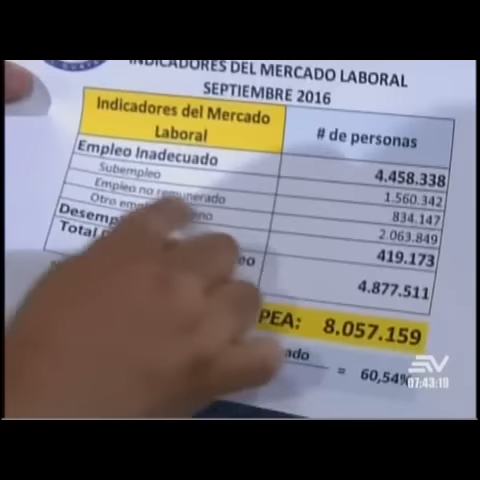 INDICADORES DEL MERCADO LABORAL
SEPTIEMBRE 2016
Indicadores del Mercado
Laboral
# de personas
Empleo Inadecuado 4.458.338
Subempleo 1.560.342
Empleo no remunerado 834.147
Otro 2.063.849
419.173
Total 4.877.511
PEA: 8.057.159
= 60,54%
07:43:19